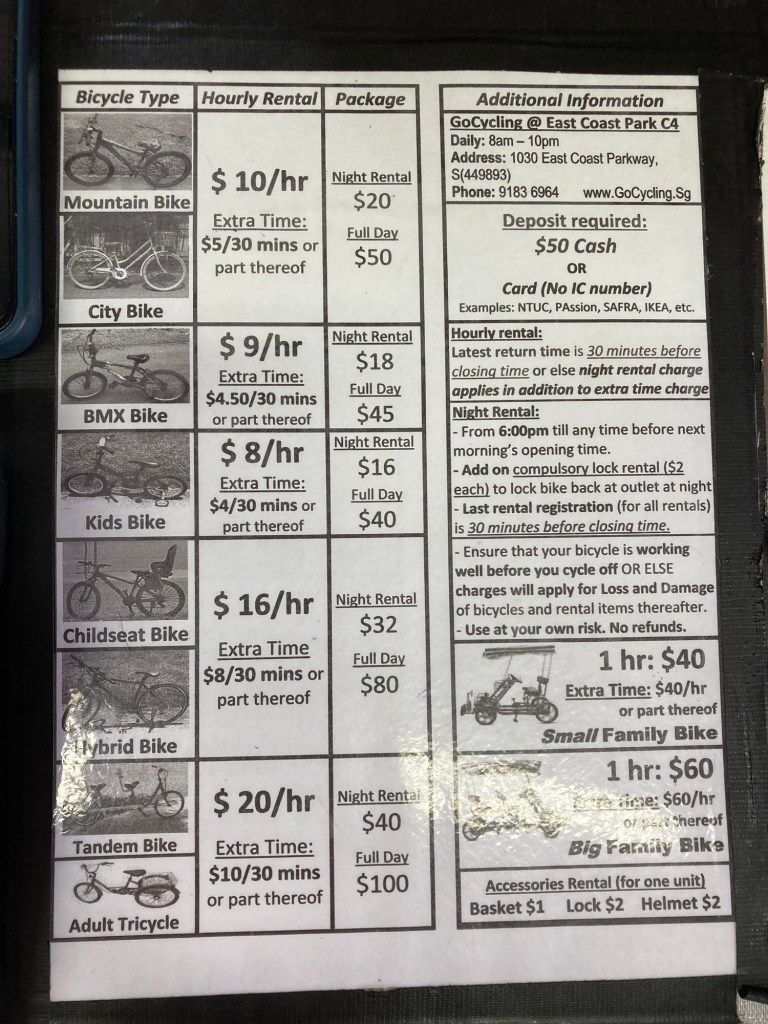 Bicycle Type
Hourly Rental
Package
Mountain Bike
City Bike
$ 10/hr
Extra Time:
$5/30 mins or
part thereof
Night Rental
$20
Full Day
$50
BMX Bike
$ 9/hr
Extra Time:
$4.50/30 mins
or part thereof
Night Rental
$18
Full Day
$45
Kids Bike
$ 8/hr
Extra Time:
$4/30 mins or
part thereof
Night Rental
$16
Full Day
$40
Childseat Bike
Hybrid Bike
$ 16/hr
Extra Time
$8/30 mins or
part thereof
Night Rental
$32
Full Day
$80
Tandem Bike
Adult Tricycle
$ 20/hr
Extra Time:
$10/30 mins
or part thereof
Night Rental
$40
Full Day
$100
Additional Information
GoCycling @ East Coast Park C4
Daily: 8am – 10pm
Address: 1030 East Coast Parkway,
S(449893)
Phone: 9183 6964 www.GoCycling.Sg
Deposit required:
$50 Cash
OR
Card (No IC number)
Examples: NTUC, PAssion, SAFRA, IKEA, etc.
Hourly rental:
Latest return time is 30 minutes before
closing time or else night rental charge
applies in addition to extra time charge
Night Rental:
- From 6:00pm till any time before next
morning's opening time.
- Add on compulsory lock rental ($2
each) to lock bike back at outlet at night
- Last rental registration (for all rentals)
is 30 minutes before closing time.
- Ensure that your bicycle is working
well before you cycle off OR ELSE
charges will apply for Loss and Damage
of bicycles and rental items thereafter.
- Use at your own risk. No refunds.
1 hr: $40
Extra Time: $40/hr
or part thereof
Small Family Bike
1 hr: $60
Extra Time: $60/hr
or part thereof
Big Family Bike
Accessories Rental (for one unit)
Basket $1 Lock $2 Helmet $2